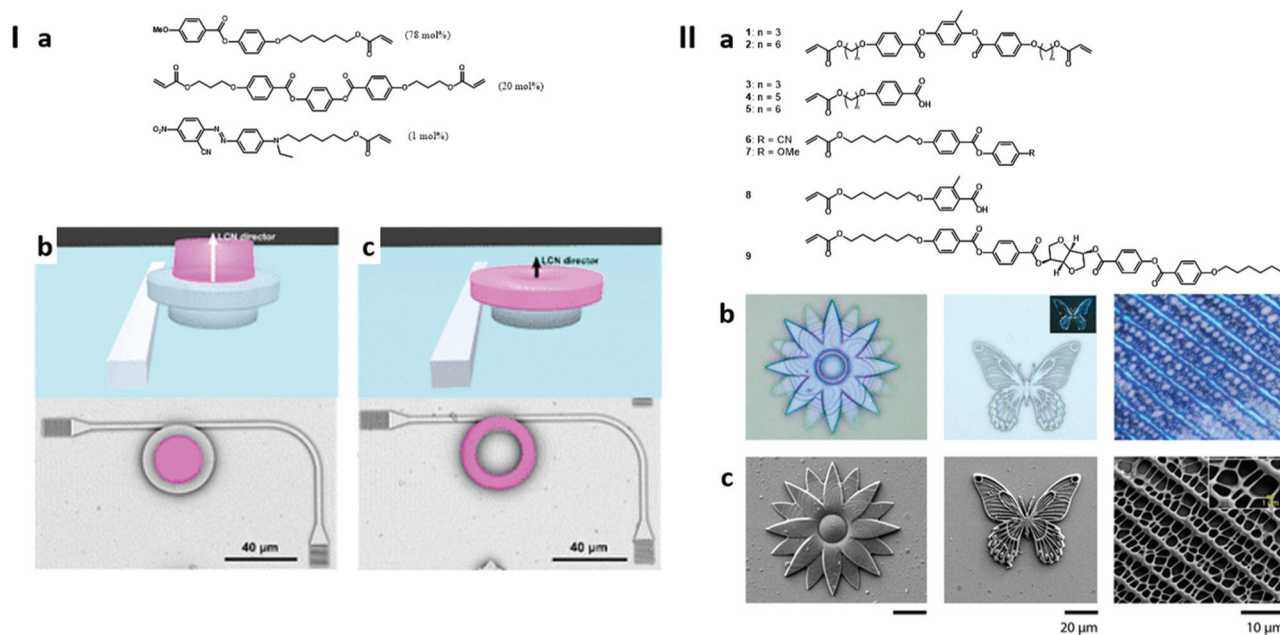 I a
MeO
O
O
O
O
O
(78 mol%)
O
O
O
O
O
O
O
O
O
O
(20 mol%)
O₂N
N
N
CN
N
O
O
(1 mol%)
b
LCN director
c
LCN director
40 μm
40 μm
II a
1: n = 3
2: n = 6
O
O
n
O
O
O
O
O
O
n
O
O
3: n = 3
4: n = 5
5: n = 6
O
O
n
O
O
OH
6: R = CN
7: R = OMe
O
O
O
O
O
R
8
O
O
O
O
OH
9
O
O
O
O
O
O
O
O
H
O
H
O
O
O
O
O
b
c
20 μm
1 μm
10 μm